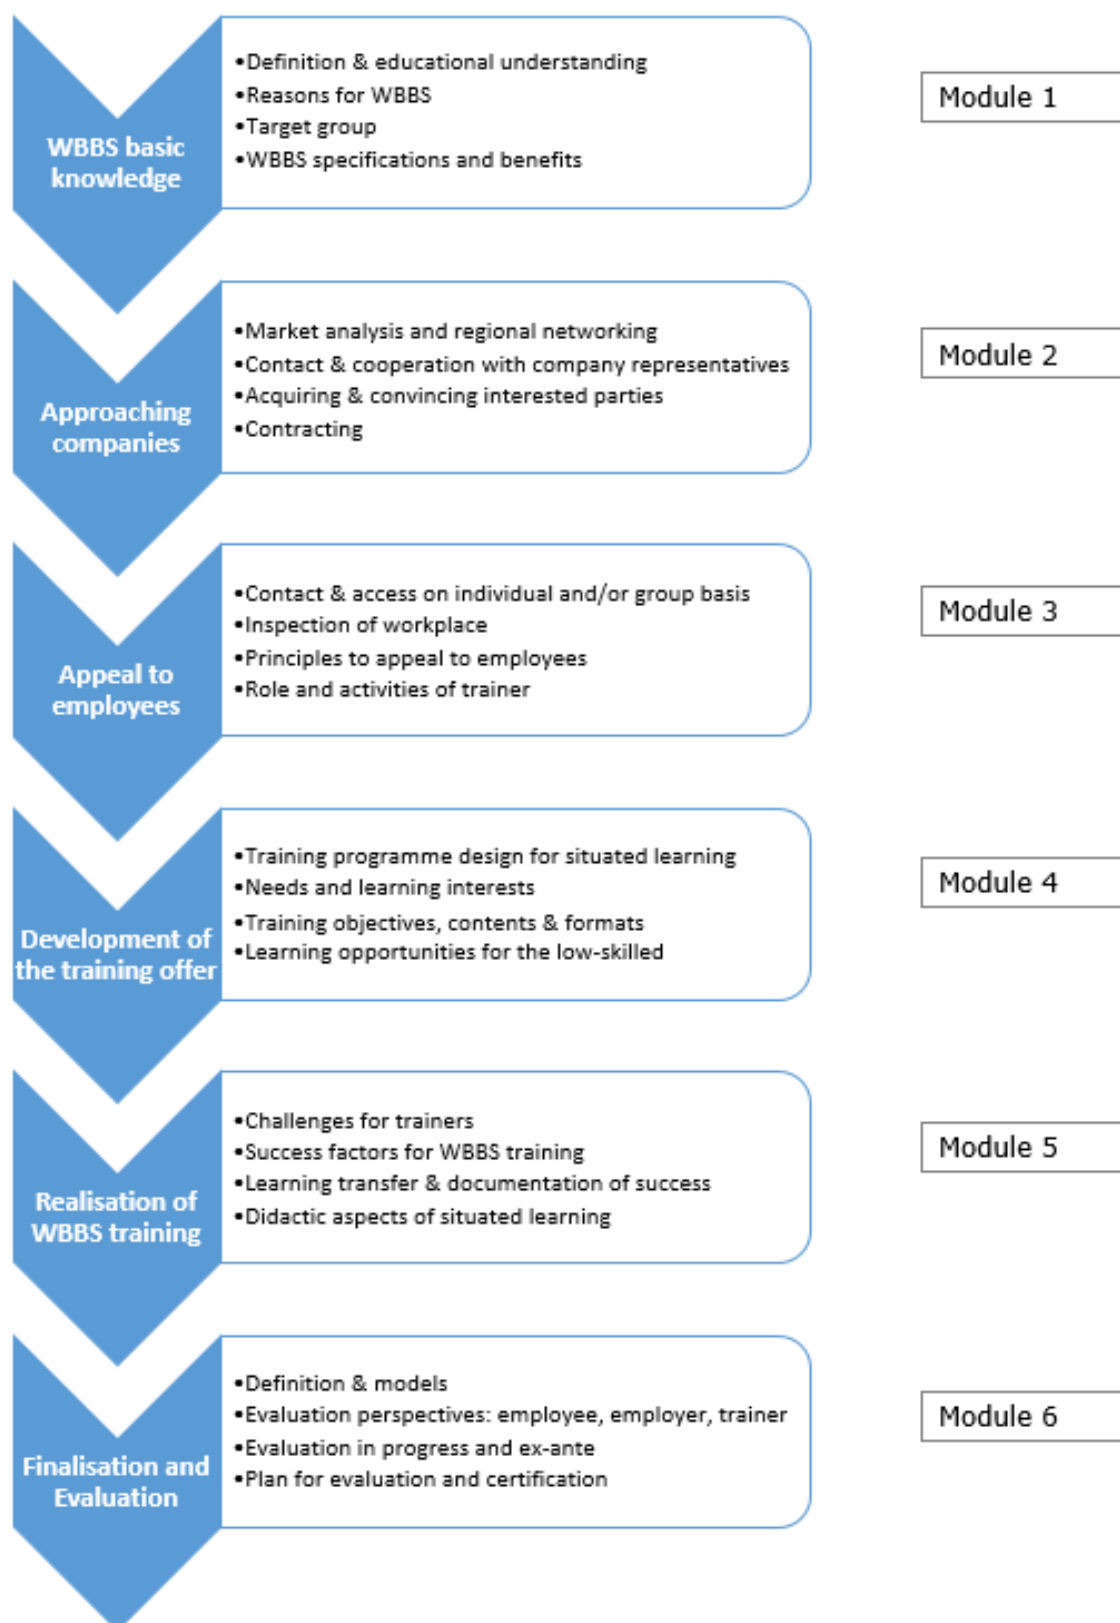 WBBS basic
knowledge
•Definition & educational understanding
•Reasons for WBBS
•Target group
•WBBS specifications and benefits
Module 1
Approaching
companies
•Market analysis and regional networking
•Contact & cooperation with company representatives
•Acquiring & convincing interested parties
•Contracting
Module 2
Appeal to
employees
•Contact & access on individual and/or group basis
•Inspection of workplace
•Principles to appeal to employees
•Role and activities of trainer
Module 3
Development of
the training offer
•Training programme design for situated learning
•Needs and learning interests
•Training objectives, contents & formats
•Learning opportunities for the low-skilled
Module 4
Realisation of
WBBS training
•Challenges for trainers
•Success factors for WBBS training
•Learning transfer & documentation of success
•Didactic aspects of situated learning
Module 5
Finalisation and
Evaluation
•Definition & models
•Evaluation perspectives: employee, employer, trainer
•Evaluation in progress and ex-ante
•Plan for evaluation and certification
Module 6